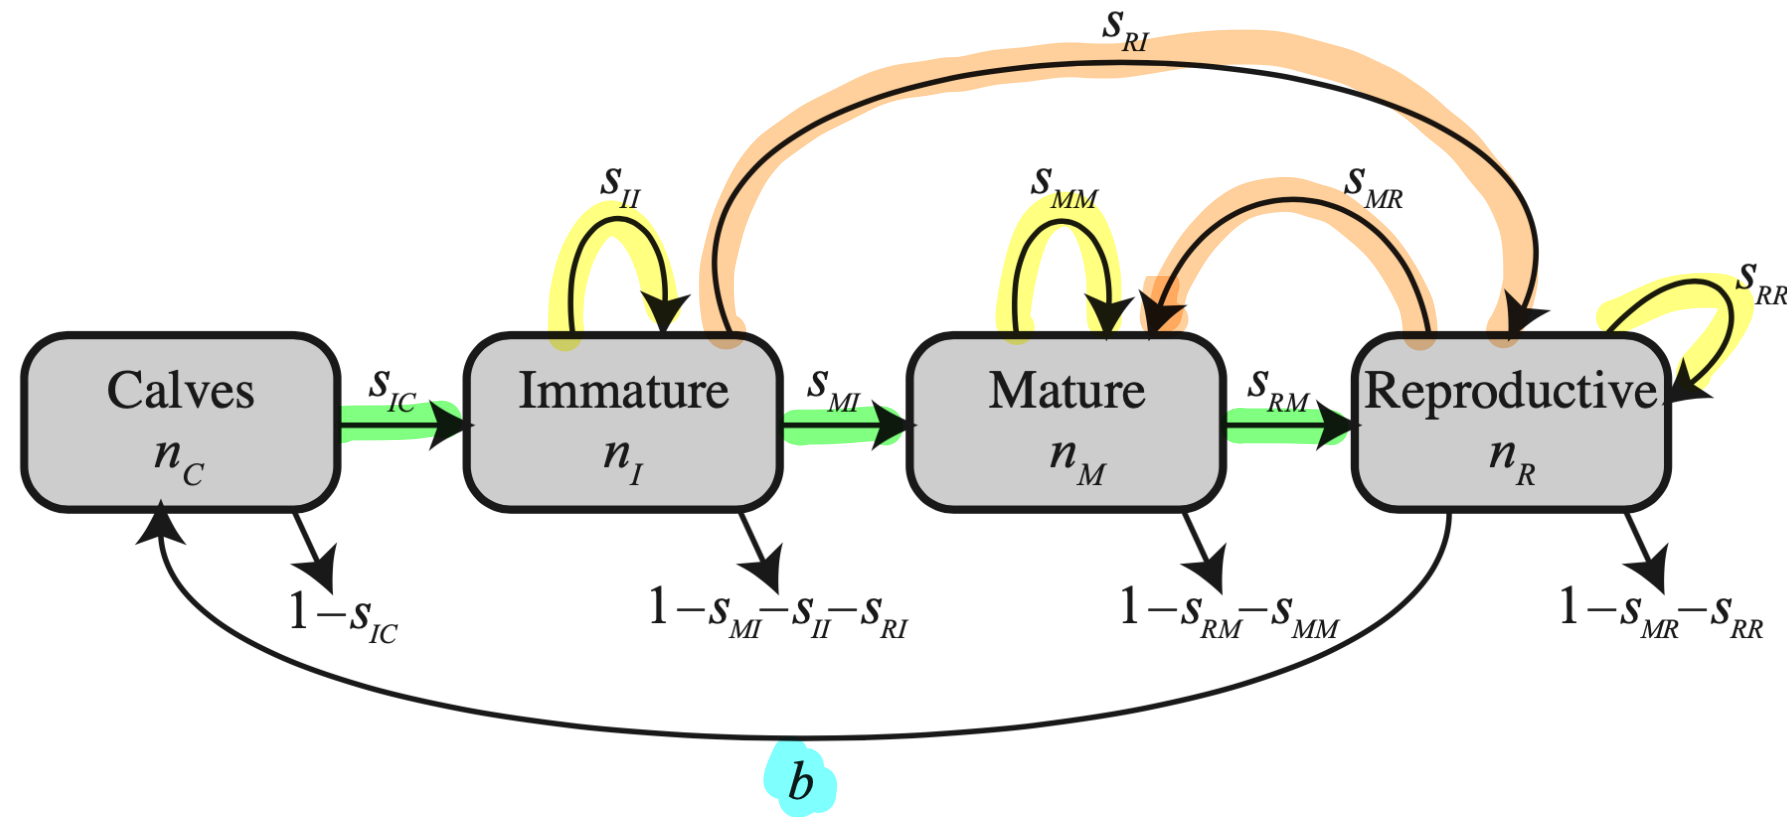 s_RI
s_II
s_MM
s_MR
s_RR
Calves
n_C
s_IC
Immature
n_I
s_MI
Mature
n_M
s_RM
Reproductive
n_R
1–s_IC
1–s_MI–s_II–s_RI
1–s_RM–s_MM
1–s_MR–s_RR
b